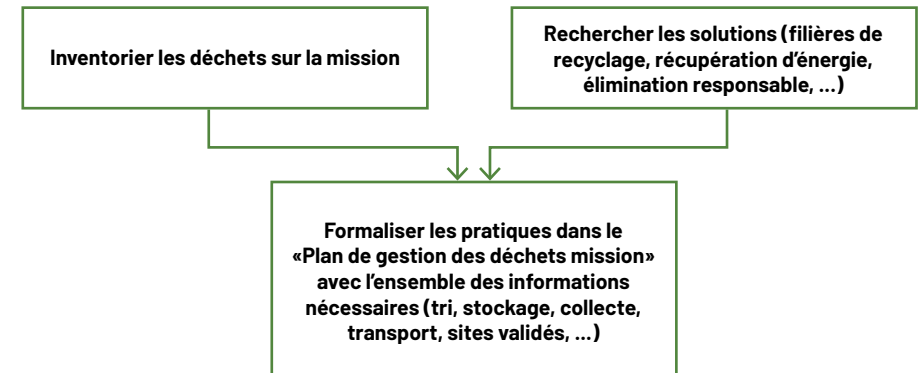 Inventorier les déchets sur la mission
Rechercher les solutions (filières de
recyclage, récupération d'énergie,
élimination responsable, ...)
Formaliser les pratiques dans le
«Plan de gestion des déchets mission»
avec l'ensemble des informations
nécessaires (tri, stockage, collecte,
transport, sites validés, ...)